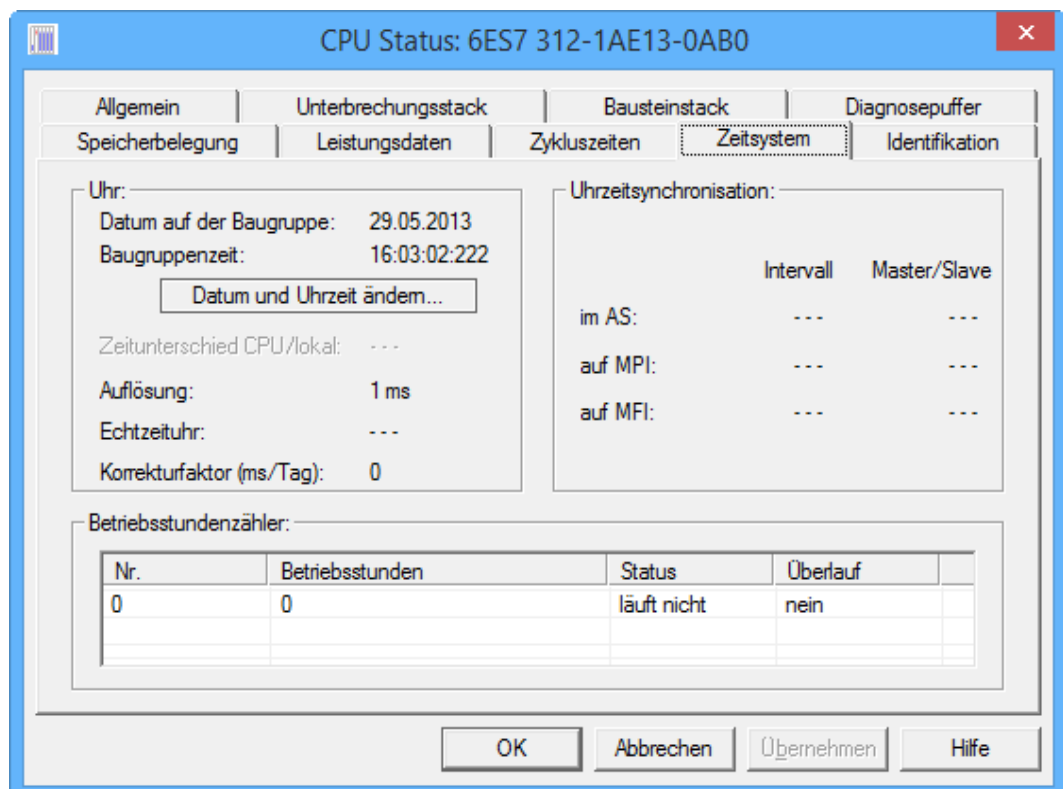 CPU Status: 6ES7 312-1AE13-0AB0
Allgemein Unterbrechungsstack Bausteinstack Diagnosepuffer
Speicherbelegung Leistungsdaten Zykluszeiten Zeitsystem Identifikation
Uhr:
Datum auf der Baugruppe: 29.05.2013
Baugruppenzeit: 16:03:02:222
Datum und Uhrzeit ändern...
Zeitunterschied CPU/lokal: ---
Auflösung: 1 ms
Echtzeituhr: ---
Korrekturfaktor (ms/Tag): 0
Uhrzeitsynchronisation:
Intervall Master/Slave
im AS: --- ---
auf MPI: --- ---
auf MFI: --- ---
Betriebsstundenzähler:
Nr. Betriebsstunden Status Überlauf
0 0 läuft nicht nein
OK Abbrechen Übernehmen Hilfe